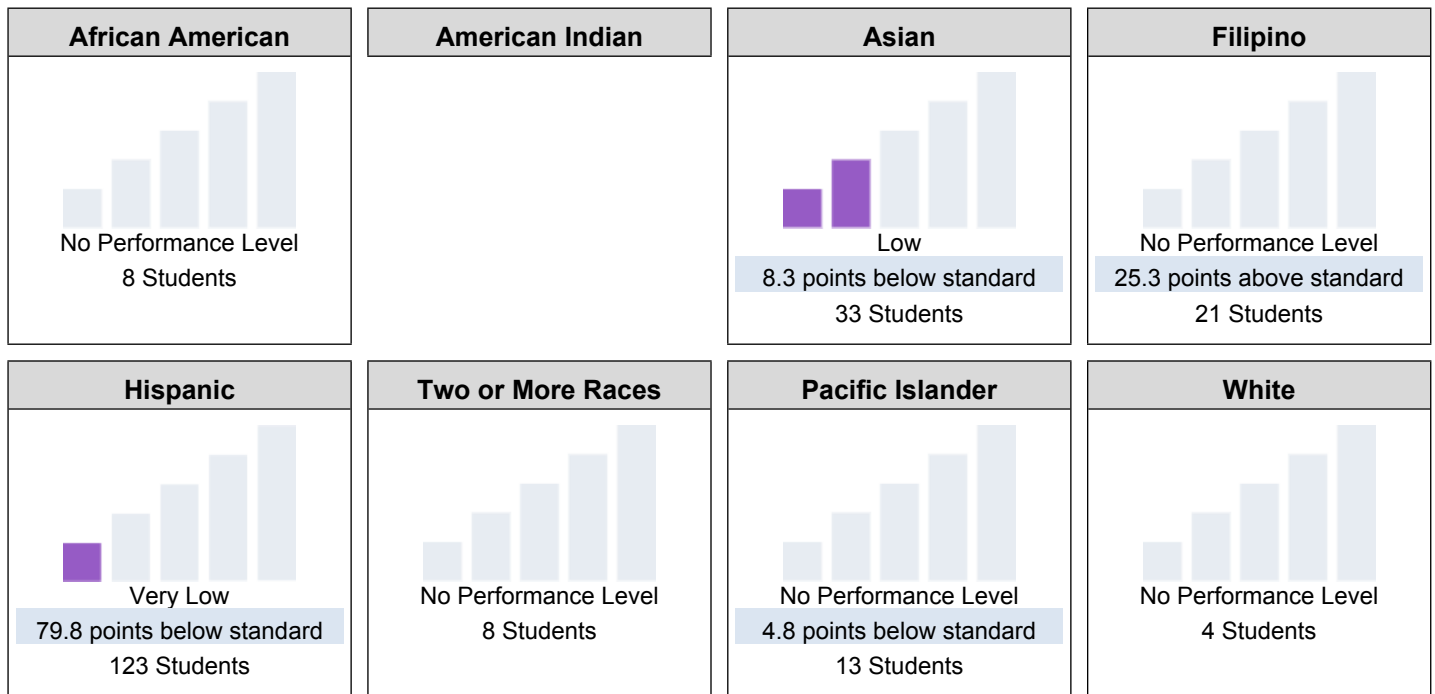 African American
No Performance Level
8 Students
American Indian
Asian
Low
8.3 points below standard
33 Students
Filipino
No Performance Level
25.3 points above standard
21 Students
Hispanic
Very Low
79.8 points below standard
123 Students
Two or More Races
No Performance Level
8 Students
Pacific Islander
No Performance Level
4.8 points below standard
13 Students
White
No Performance Level
4 Students